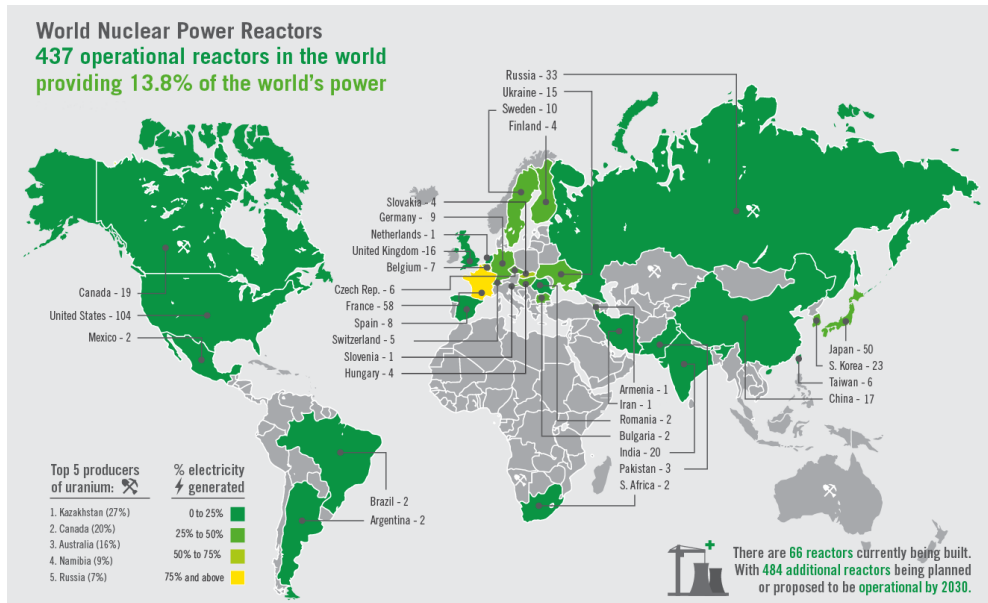 World Nuclear Power Reactors
437 operational reactors in the world
providing 13.8% of the world's power
Russia - 33
Ukraine - 15
Sweden - 10
Finland - 4
Slovakia - 4
Germany - 9
Netherlands - 1
United Kingdom -16
Belgium - 7
Czech Rep. - 6
France - 58
Spain - 8
Switzerland - 5
Slovenia - 1
Hungary - 4
Canada - 19
United States - 104
Mexico - 2
Japan - 50
S. Korea - 23
Taiwan - 6
China - 17
Armenia - 1
Iran - 1
Romania - 2
Bulgaria - 2
India - 20
Pakistan - 3
S. Africa - 2
Brazil - 2
Argentina - 2
Top 5 producers
of uranium:
1. Kazakhstan (27%)
2. Canada (20%)
3. Australia (16%)
4. Namibia (9%)
5. Russia (7%)
% electricity
generated
0 to 25%
25% to 50%
50% to 75%
75% and above
There are 66 reactors currently being built.
With 484 additional reactors being planned
or proposed to be operational by 2030.